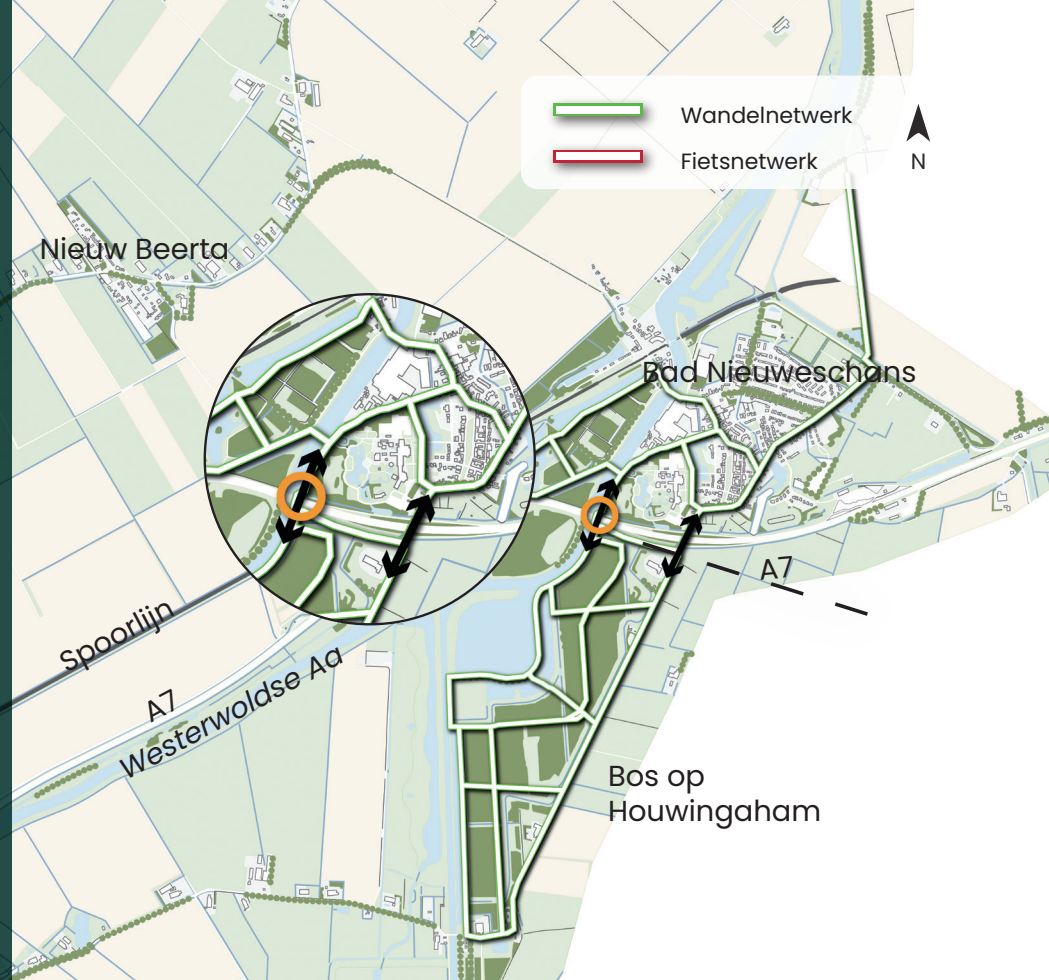 Wandelnetwerk
Fietsnetwerk
N
Nieuw Beerta
Bad Nieuweschans
A7
Spoorlijn
A7
Westerwoldse Aa
Bos op
Houwingaham